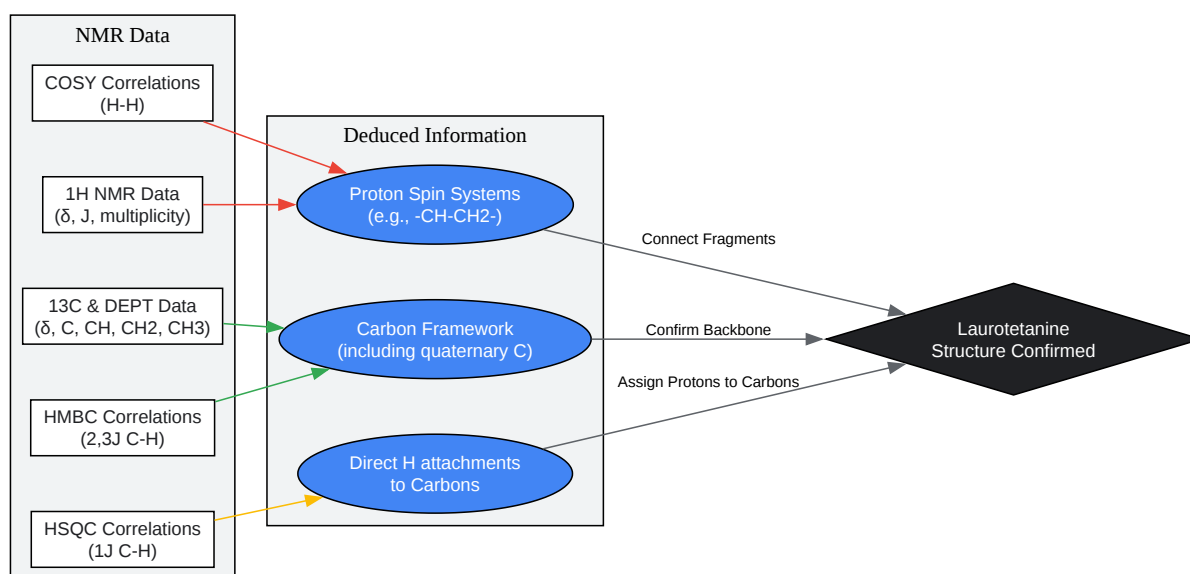 NMR Data
COSY Correlations
(H-H)
1H NMR Data
(δ, J, multiplicity)
13C & DEPT Data
(δ, C, CH, CH2, CH3)
HMBC Correlations
(2,3J C-H)
HSQC Correlations
(1J C-H)
Deduced Information
Proton Spin Systems
(e.g., -CH-CH2-)
Carbon Framework
(including quaternary C)
Direct H attachments
to Carbons
Connect Fragments
Confirm Backbone
Assign Protons to Carbons
Laurotetanine
Structure Confirmed